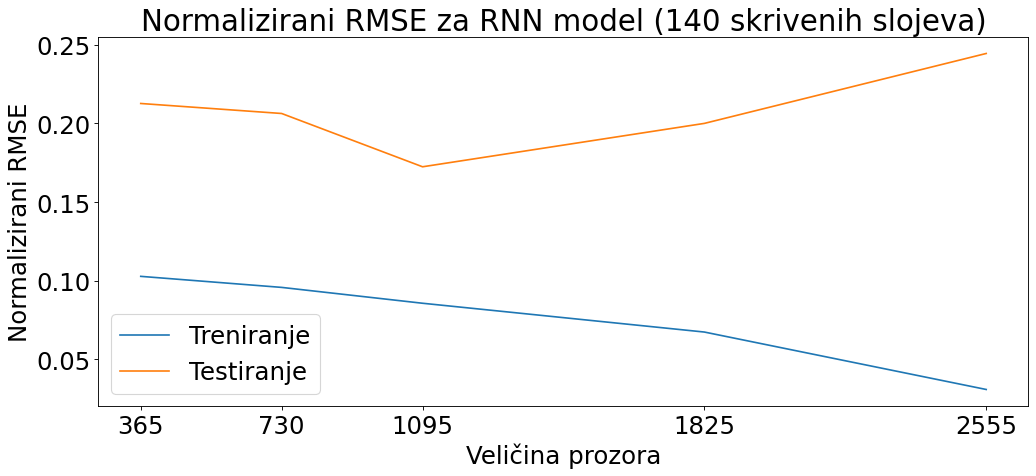 Normalizirani RMSE za RNN model (140 skrivenih slojeva)
Normalizirani RMSE
0.25
0.20
0.15
0.10
0.05
Treniranje
Testiranje
365 730 1095 1825 2555
Veličina prozora